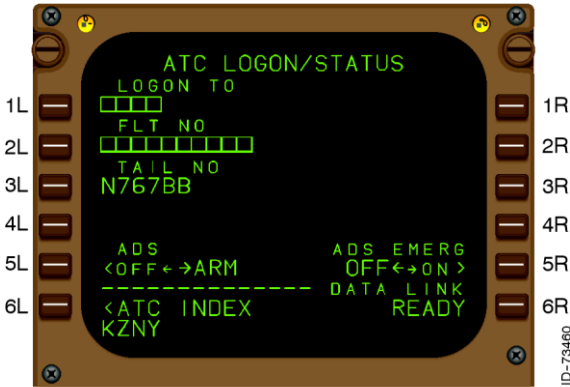 ATC LOGON/STATUS
LOGON TO
1L □□□□ 1R
FLT NO
2L □□□□□□□□□□ 2R
TAIL NO
3L N767BB 3R
4L 4R
ADS ADS EMERG
5L <OFF←→ARM OFF←→ON> 5R
--------------- DATA LINK
6L <ATC INDEX READY 6R
KZNY
ID-73460